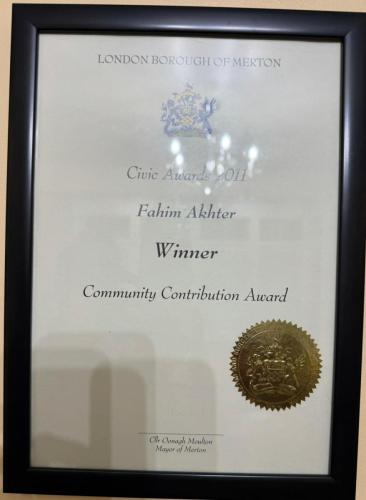 LONDON BOROUGH OF MERTON
Civic Awards 2011
Fahim Akhter
Winner
Community Contribution Award
Cllr Oonagh Moulton
Mayor of Merton